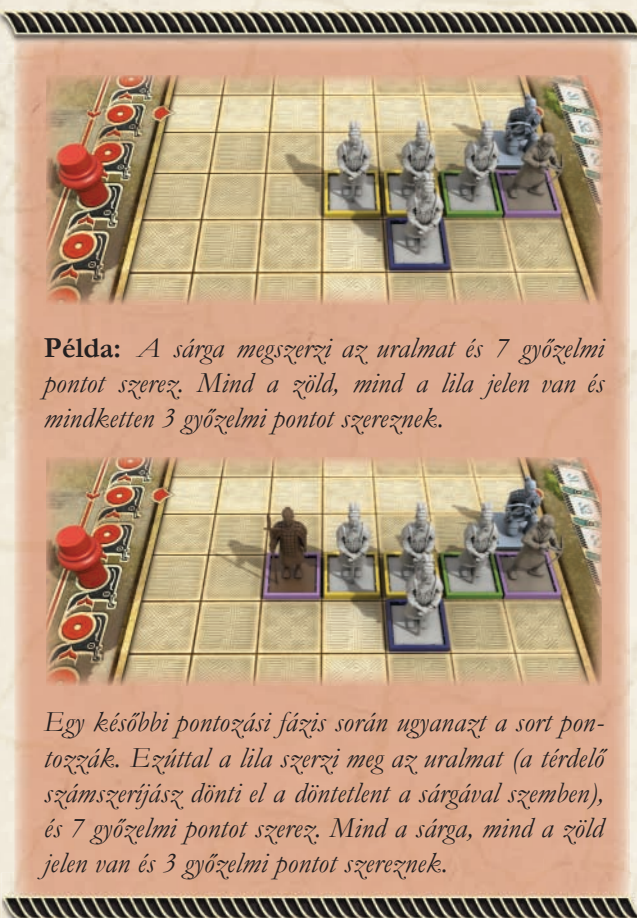 Példa: A sárga megszerzi az uralmat és 7 győzelmi
pontot szerez. Mind a zöld, mind a lila jelen van és
mindketten 3 győzelmi pontot szereznek.
Egy későbbi pontozási fázis során ugyanazt a sort pon-
tozzák. Ezúttal a lila szerzi meg az uralmat (a térdelő
számszeríjász dönti el a döntetlent a sárgával szemben),
és 7 győzelmi pontot szerez. Mind a sárga, mind a zöld
jelen van és 3 győzelmi pontot szereznek.